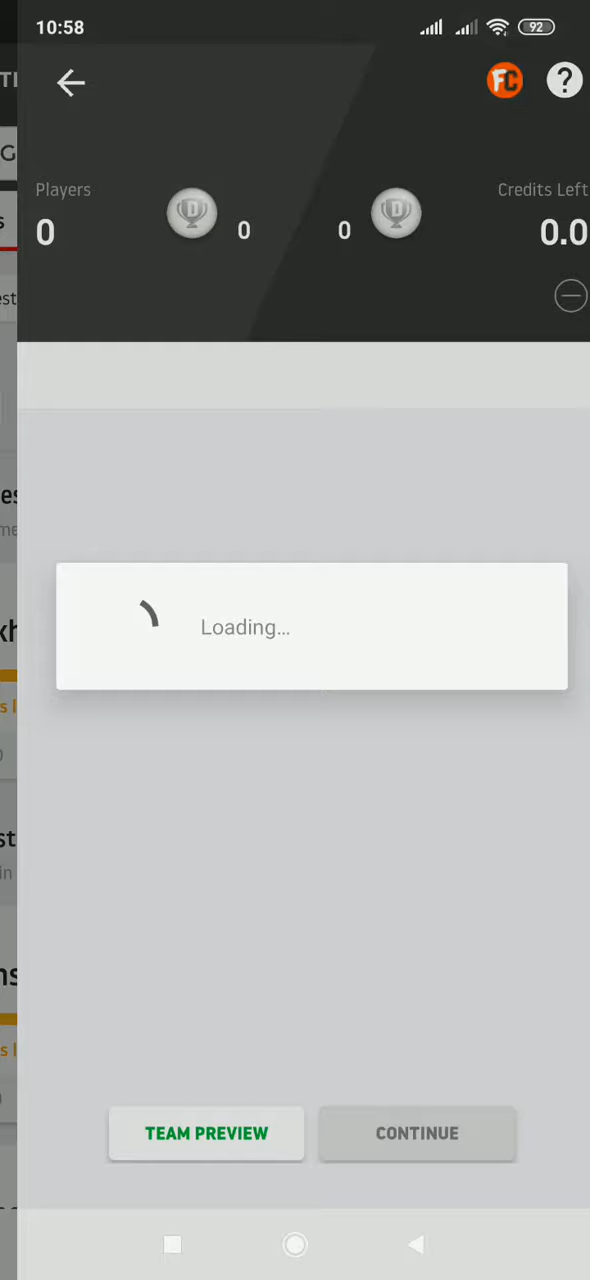 10:58
92
FC
?
Players
Credits Left
0
D
0
0
D
0.0
Loading...
TEAM PREVIEW
CONTINUE